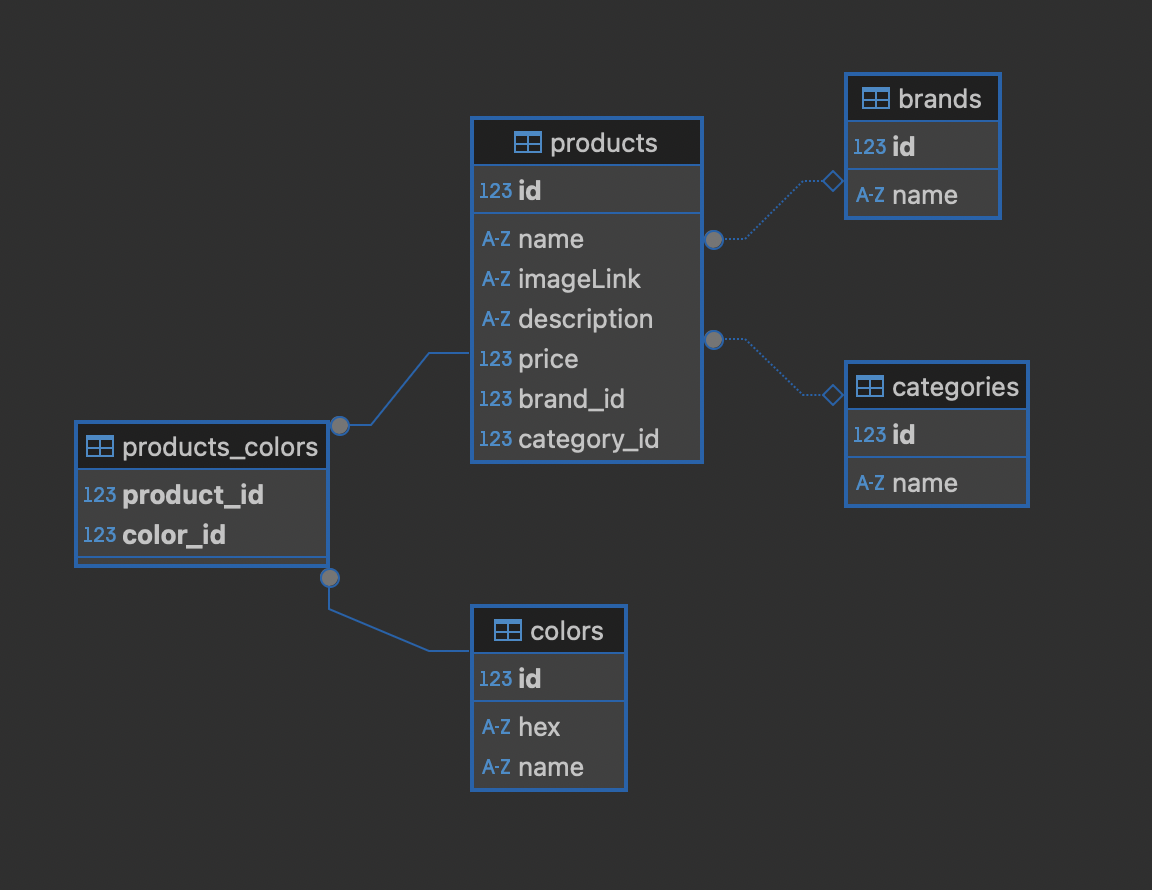 products
123 id
A-Z name
A-Z imageLink
A-Z description
123 price
123 brand_id
123 category_id
brands
123 id
A-Z name
categories
123 id
A-Z name
products_colors
123 product_id
123 color_id
colors
123 id
A-Z hex
A-Z name